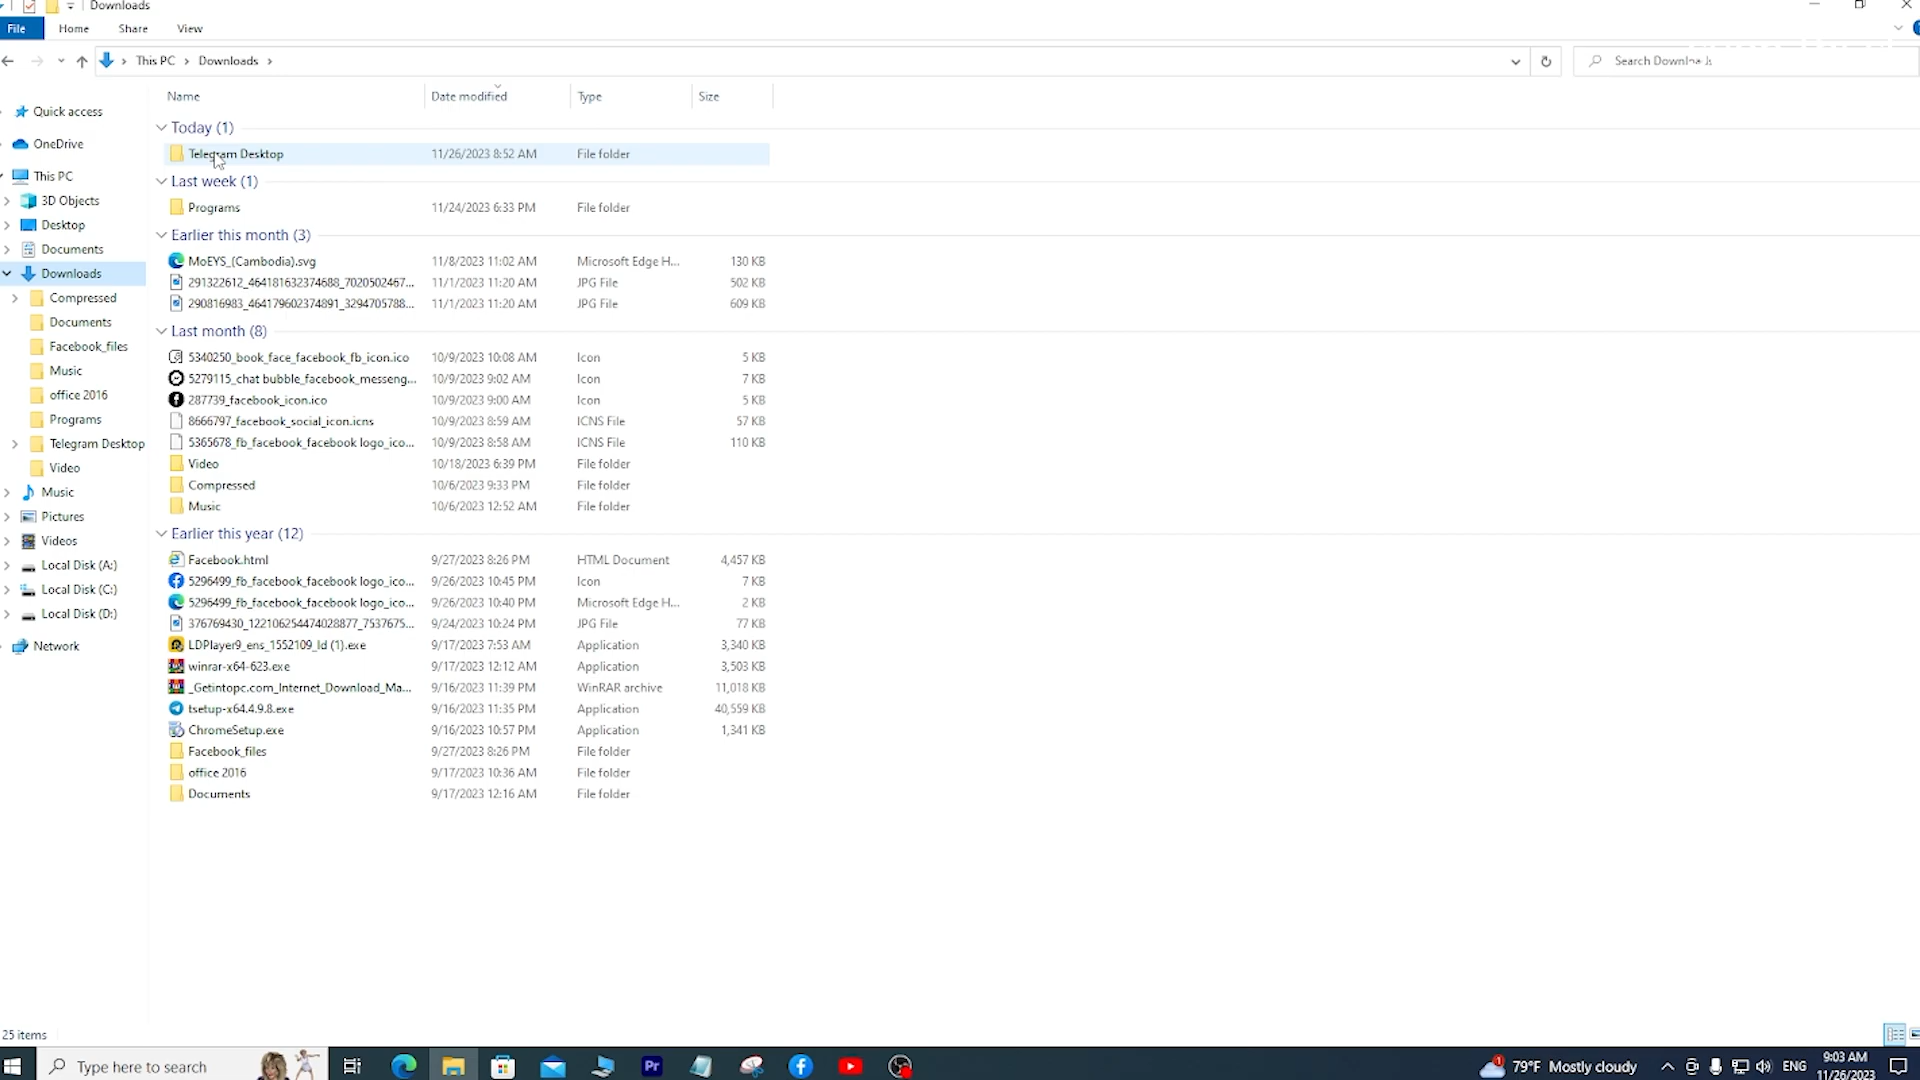 Downloads
File Home Share View
This PC Downloads
Search Downloads
Name Date modified Type Size
Quick access
OneDrive
This PC
3D Objects
Desktop
Documents
Downloads
Compressed
Documents
Facebook_files
Music
office 2016
Programs
Telegram Desktop
Video
Music
Pictures
Videos
Local Disk (A:)
Local Disk (C:)
Local Disk (D:)
Network
Today (1)
Telegram Desktop 11/26/2023 8:52 AM File folder
Last week (1)
Programs 11/24/2023 6:33 PM File folder
Earlier this month (3)
MoEYS_(Cambodia).svg 11/8/2023 11:02 AM Microsoft Edge H... 130 KB
291322612_464181632374688_7020502467... 11/1/2023 11:20 AM JPG File 502 KB
290816983_464179602374891_3294705788... 11/1/2023 11:20 AM JPG File 609 KB
Last month (8)
5340250_book_face_facebook_fb_icon.ico 10/9/2023 10:08 AM Icon 5 KB
5279115_chat bubble_facebook_messeng... 10/9/2023 9:02 AM Icon 7 KB
287739_facebook_icon.ico 10/9/2023 9:00 AM Icon 5 KB
8666797_facebook_social_icon.icns 10/9/2023 8:59 AM ICNS File 57 KB
5365678_fb_facebook_facebook logo_ico... 10/9/2023 8:58 AM ICNS File 110 KB
Video 10/18/2023 6:39 PM File folder
Compressed 10/6/2023 9:33 PM File folder
Music 10/6/2023 12:52 AM File folder
Earlier this year (12)
Facebook.html 9/27/2023 8:26 PM HTML Document 4,457 KB
5296499_fb_facebook_facebook logo_ico... 9/26/2023 10:45 PM Icon 7 KB
5296499_fb_facebook_facebook logo_ico... 9/26/2023 10:40 PM Microsoft Edge H... 2 KB
376769430_122106254474028877_7537675... 9/24/2023 10:24 PM JPG File 77 KB
LDPlayer9_ens_1552109_ld (1).exe 9/17/2023 7:53 AM Application 3,340 KB
winrar-x64-623.exe 9/17/2023 12:12 AM Application 3,503 KB
_Getintopc.com_Internet_Download_Ma... 9/16/2023 11:39 PM WinRAR archive 11,018 KB
tsetup-x64.4.9.8.exe 9/16/2023 11:35 PM Application 40,559 KB
ChromeSetup.exe 9/16/2023 10:57 PM Application 1,341 KB
Facebook_files 9/27/2023 8:26 PM File folder
office 2016 9/17/2023 10:36 AM File folder
Documents 9/17/2023 12:16 AM File folder
25 items
Type here to search
Pr
1
79°F Mostly cloudy
ENG
9:03 AM
11/26/2023